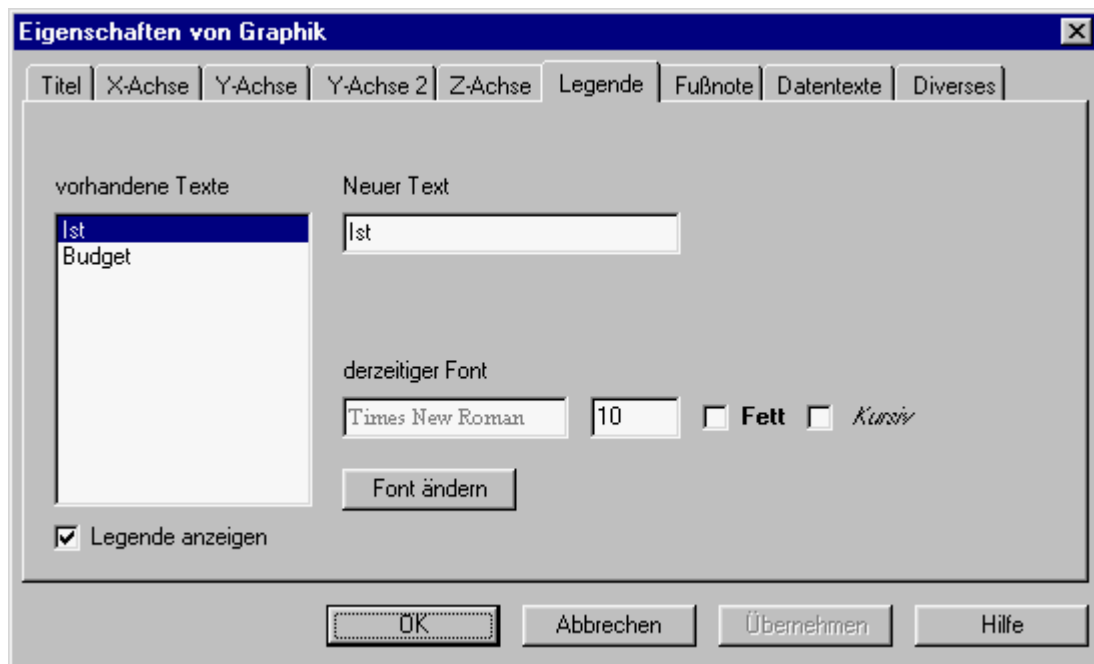 Eigenschaften von Graphik
Titel X-Achse Y-Achse Y-Achse 2 Z-Achse Legende Fußnote Datentexte Diverses
vorhandene Texte Neuer Text
Ist Ist
Budget
derzeitiger Font
Times New Roman 10 Fett Kursiv
Font ändern
Legende anzeigen
OK Abbrechen Übernehmen Hilfe